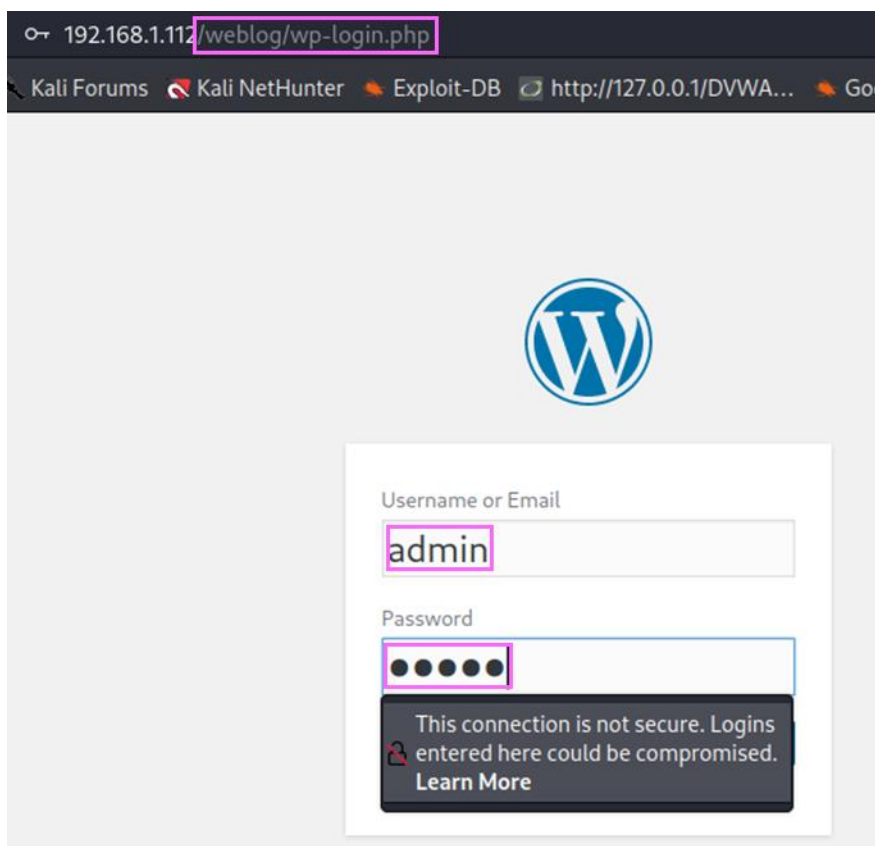 192.168.1.112/weblog/wp-login.php
Kali Forums Kali NetHunter Exploit-DB http://127.0.0.1/DVWA...
Username or Email
admin
Password
●●●●●
This connection is not secure. Logins
entered here could be compromised.
Learn More